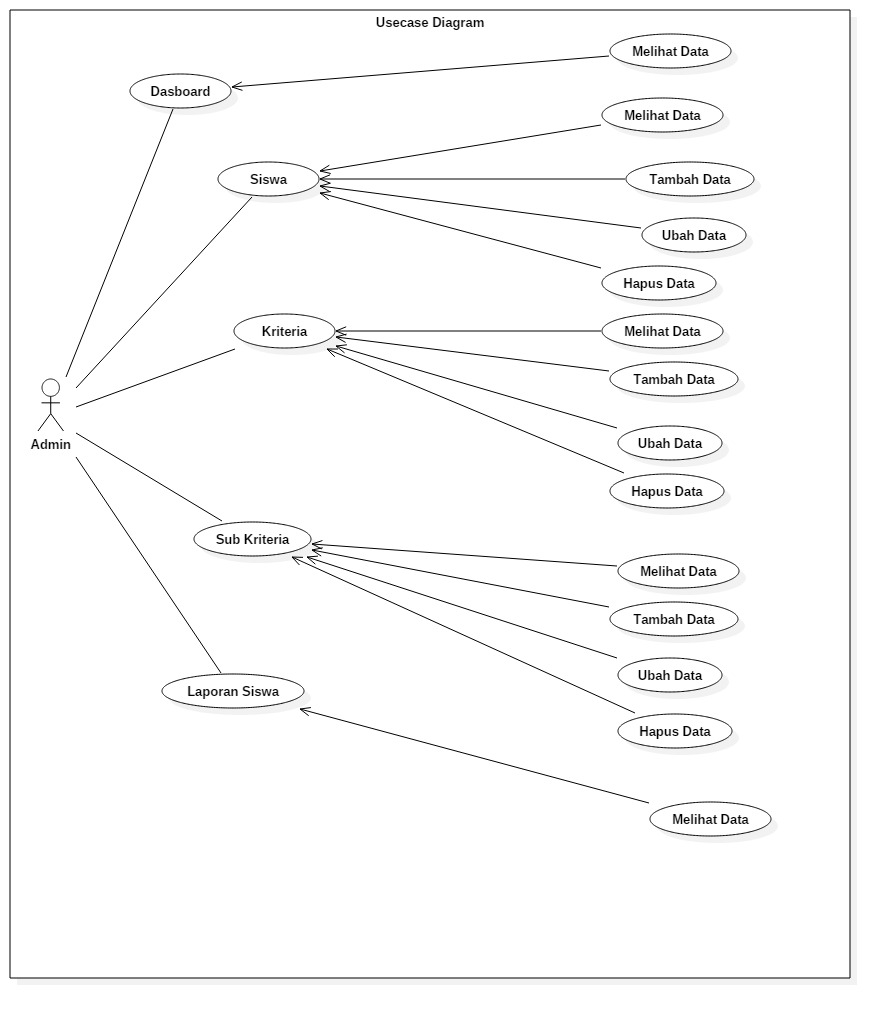 Usecase Diagram
Melihat Data
Dasboard
Melihat Data
Siswa
Tambah Data
Ubah Data
Hapus Data
Kriteria
Melihat Data
Tambah Data
Admin
Ubah Data
Hapus Data
Sub Kriteria
Melihat Data
Tambah Data
Ubah Data
Laporan Siswa
Hapus Data
Melihat Data